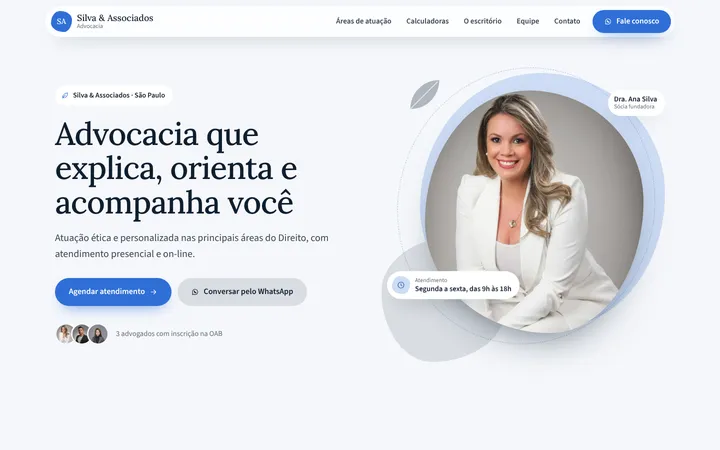 SA
Silva & Associados
Advocacia
Áreas de atuação
Calculadoras
O escritório
Equipe
Contato
Fale conosco
Silva & Associados · São Paulo
Advocacia que
explica, orienta e
acompanha você
Atuação ética e personalizada nas principais áreas do Direito, com
atendimento presencial e on-line.
Agendar atendimento
Conversar pelo WhatsApp
3 advogados com inscrição na OAB
Dra. Ana Silva
Sócia fundadora
Atendimento
Segunda a sexta, das 9h às 18h